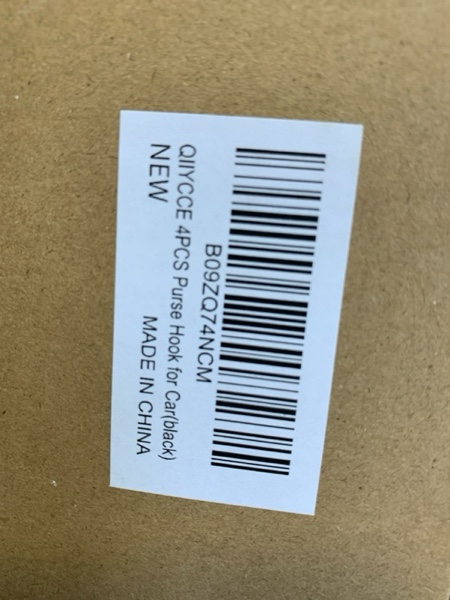 B09ZQ74NCM
QIIYCCE 4PCS Purse Hook for Car(black)
NEW
MADE IN CHINA